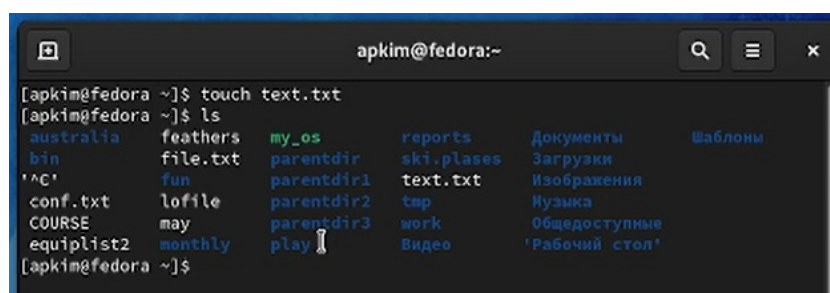 apkim@fedora:~
[apkim@fedora ~]$ touch text.txt
[apkim@fedora ~]$ ls
australia feathers my_os reports Документы Шаблоны
bin file.txt parentdir ski.plases Загрузки
'^C' fun parentdir1 text.txt Изображения
conf.txt lofile parentdir2 tmp Музыка
COURSE may parentdir3 work Общедоступные
equiplist2 monthly play Видео 'Рабочий стол'
[apkim@fedora ~]$